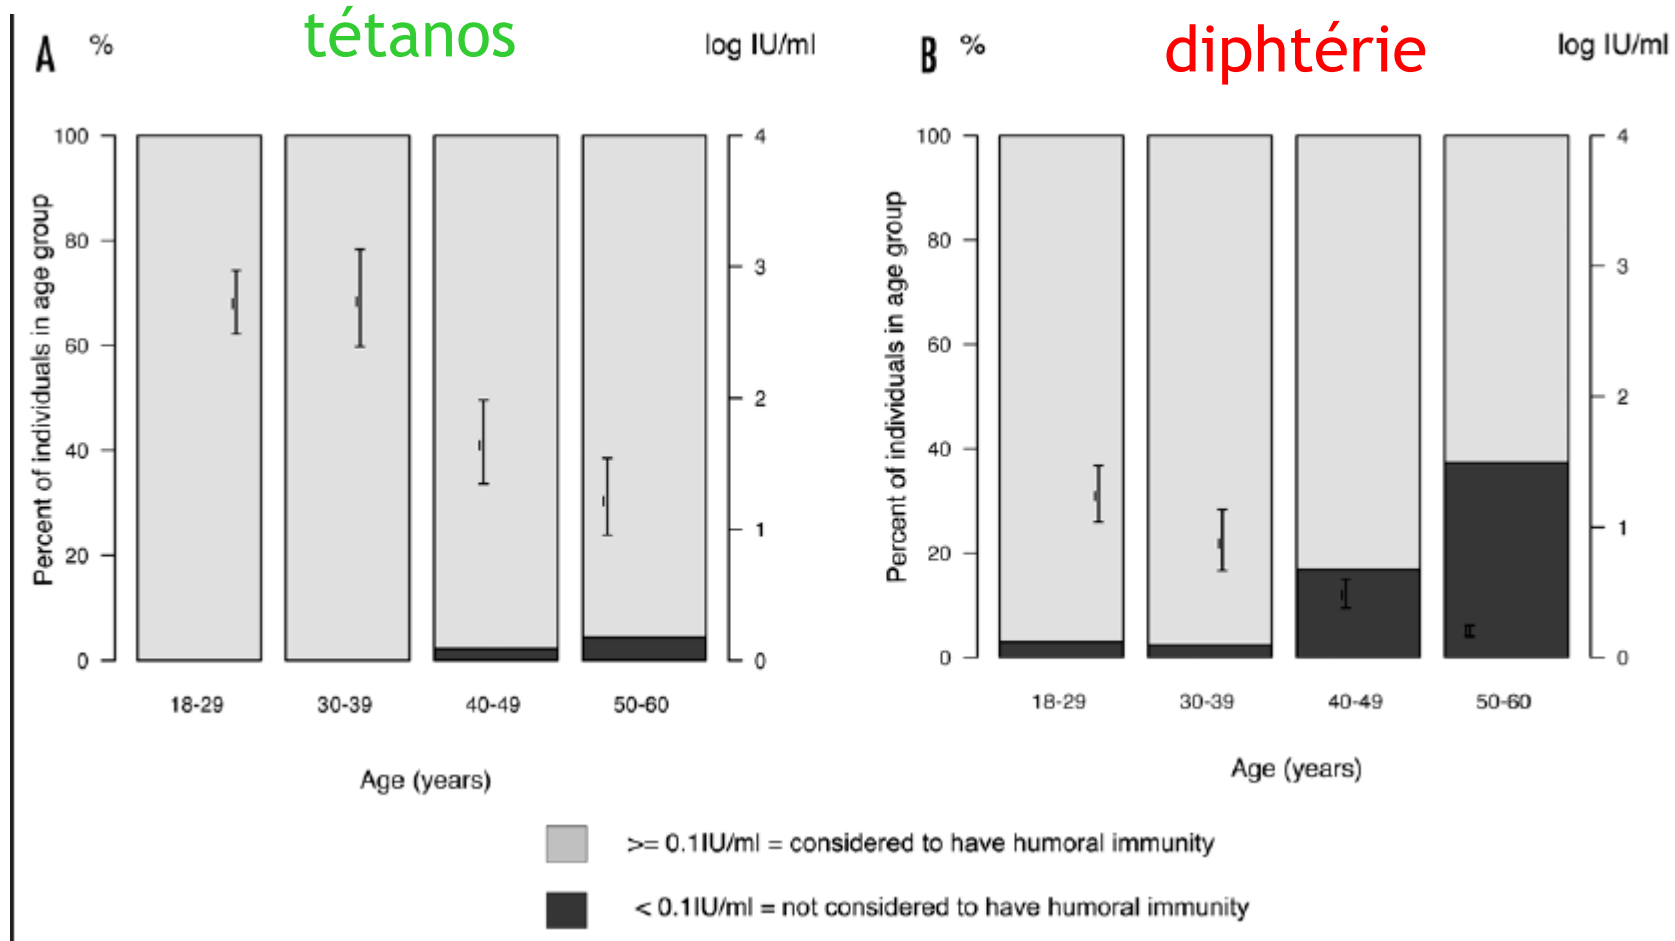 tétanos
A % log IU/ml
100
80
60
40
20
0
Percent of individuals in age group
4
3
2
1
0
18-29 30-39 40-49 50-60
Age (years)
diphtérie
B % log IU/ml
100
80
60
40
20
0
Percent of individuals in age group
4
3
2
1
0
18-29 30-39 40-49 50-60
Age (years)
>= 0.1IU/ml = considered to have humoral immunity
< 0.1IU/ml = not considered to have humoral immunity